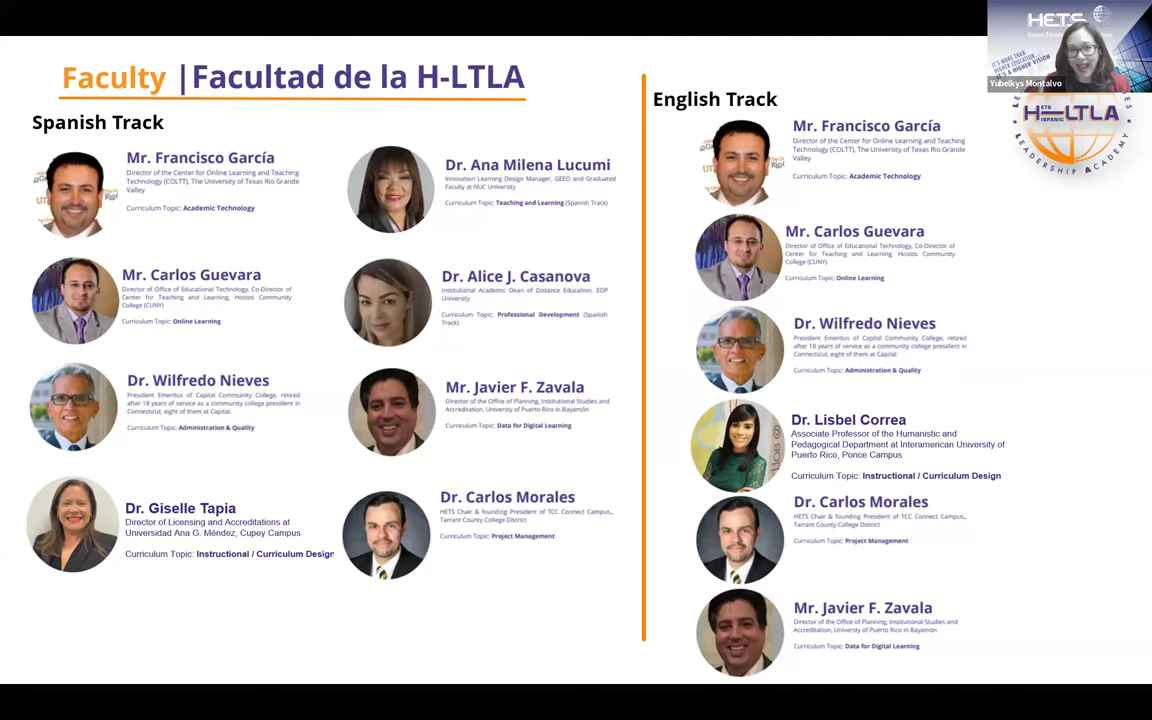 Faculty |Facultad de la H-LTLA
Spanish Track
Mr. Francisco García
Director of the Center for Online Learning and Teaching
Technology (COLTT), The University of Texas Rio Grande
Valley
Curriculum Topic: Academic Technology
Mr. Carlos Guevara
Director of Office of Educational Technology, Co-Director of
Center for Teaching and Learning, Hostos Community
College (CUNY)
Curriculum Topic: Online Learning
Dr. Wilfredo Nieves
President Emeritus of Capital Community College, retired
after 18 years of service as a community college president in
Connecticut, eight of them at Capital.
Curriculum Topic: Administration & Quality
Dr. Giselle Tapia
Director of Licensing and Accreditations at
Universidad Ana G. Méndez, Cupey Campus
Curriculum Topic: Instructional / Curriculum Design
Dr. Ana Milena Lucumi
Innovation Learning Design Manager, GEEO and Graduated
Faculty at NUC University
Curriculum Topic: Teaching and Learning (Spanish Track)
Dr. Alice J. Casanova
Institutional Academic Dean of Distance Education. EDP
University
Curriculum Topic: Professional Development (Spanish
Track)
Mr. Javier F. Zavala
Director of the Office of Planning, Institutional Studies and
Accreditation, Universty of Puerto Rico in Bayamón
Curriculum Topic: Data for Digital Learning
Dr. Carlos Morales
HETS Chair & founding President of TCC Connect Campus,,
Tarrant County College District
Curriculum Topic: Project Management
English Track
Mr. Francisco García
Director of the Center for Online Learning and Teaching
Technology (COLTT), The University of Texas Rio Grande
Valley
Curriculum Topic: Academic Technology
Mr. Carlos Guevara
Director of Office of Educational Technology, Co-Director of
Center for Teaching and Learning, Hostos Community
College (CUNY)
Curriculum Topic: Online Learning
Dr. Wilfredo Nieves
President Emeritus of Capital Community College, retired
after 18 years of service as a community college president in
Connecticut, eight of them at Capital.
Curriculum Topic: Administration & Quality
Dr. Lisbel Correa
Associate Professor of the Humanistic and
Pedagogical Department at Interamerican University of
Puerto Rico, Ponce Campus
Curriculum Topic: Instructional / Curriculum Design
Dr. Carlos Morales
HETS Chair & founding President of TCC Connect Campus,,
Tarrant County College District
Curriculum Topic: Project Management
Mr. Javier F. Zavala
Director of the Office of Planning, Institutional Studies and
Accreditation, Universty of Puerto Rico in Bayamón
Curriculum Topic: Data for Digital Learning
HETS
IT'S MORE THAN
HIGHER EDUCATION
IT'S A HIGHER VISION
Yubelkys Montalvo
HETS
H-LTLA
LEADERSHIP ACADEMY